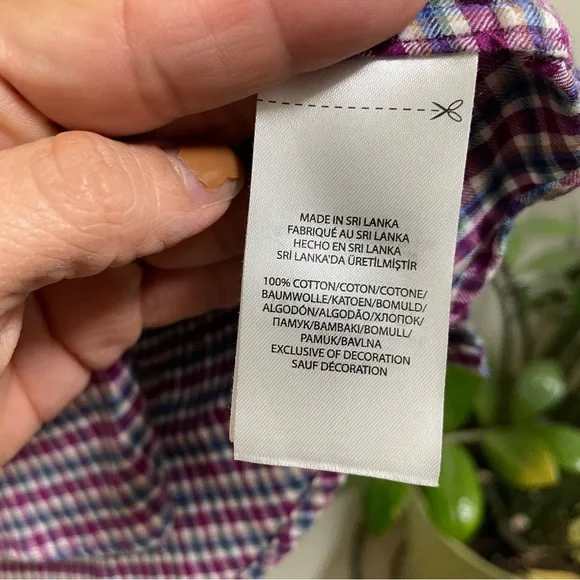 MADE IN SRI LANKA
FABRIQUÉ AU SRI LANKA
HECHO EN SRI LANKA
SRİ LANKA'DA ÜRETİLMİŞTİR
100% COTTON/COTON/COTONE/
BAUMWOLLE/KATOEN/BOMULD/
ALGODÓN/ALGODÃO/ХЛОПОК/
ПАМУК/BAMBAKI/BOMULL/
PAMUK/BAVLNA
EXCLUSIVE OF DECORATION
SAUF DÉCORATION